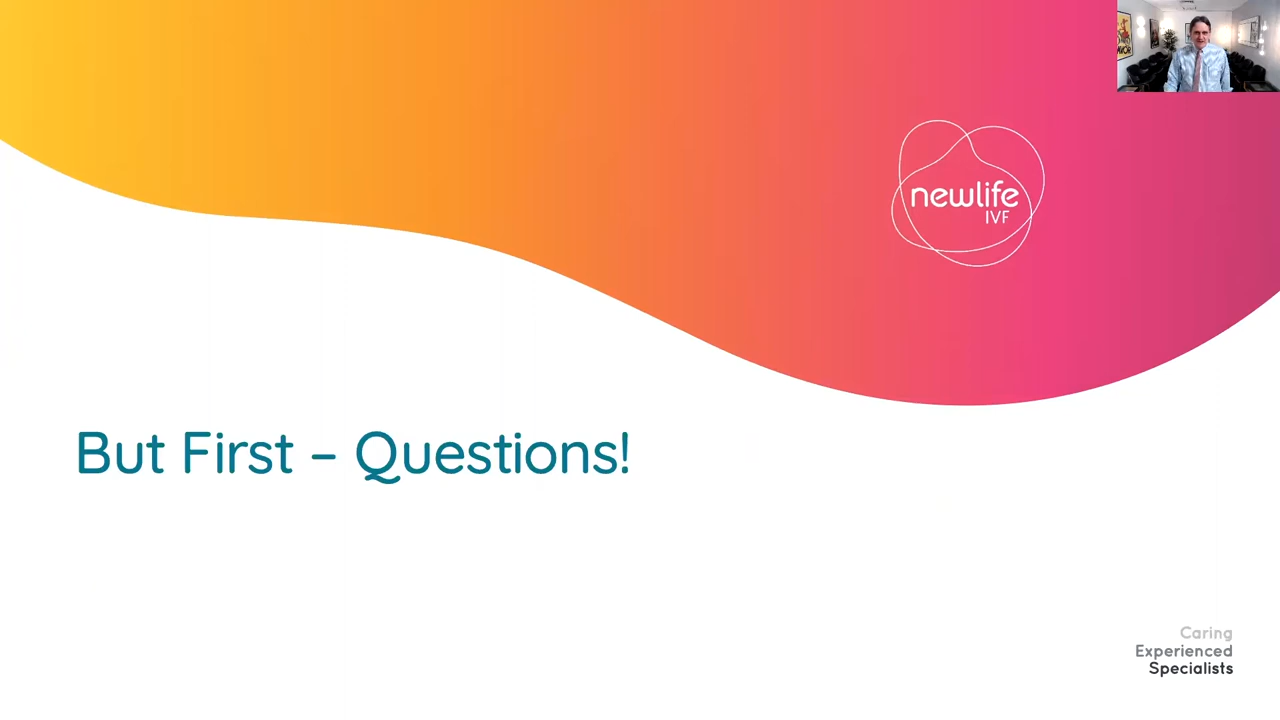 newlife
IVF
But First – Questions!
Caring
Experienced
Specialists